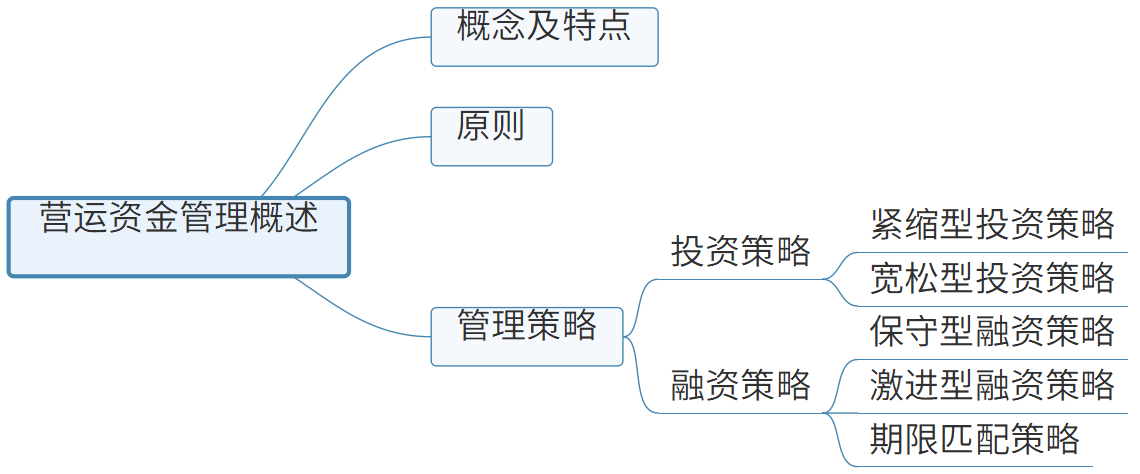 概念及特点
原则
营运资金管理概述
管理策略
投资策略
紧缩型投资策略
宽松型投资策略
融资策略
保守型融资策略
激进型融资策略
期限匹配策略